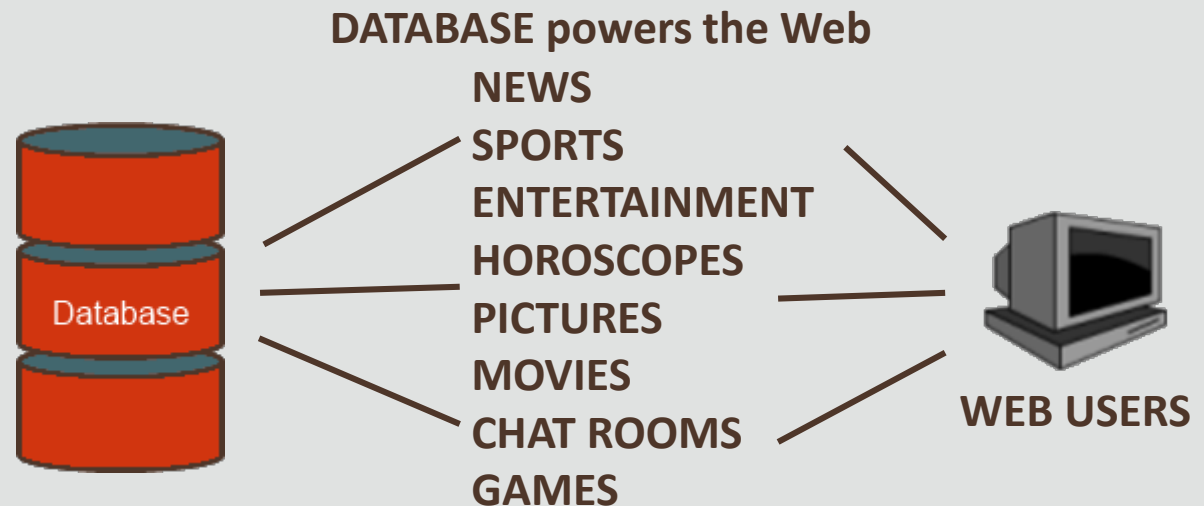 DATABASE powers the Web
NEWS
SPORTS
ENTERTAINMENT
HOROSCOPES
PICTURES
MOVIES
CHAT ROOMS
GAMES
Database
WEB USERS